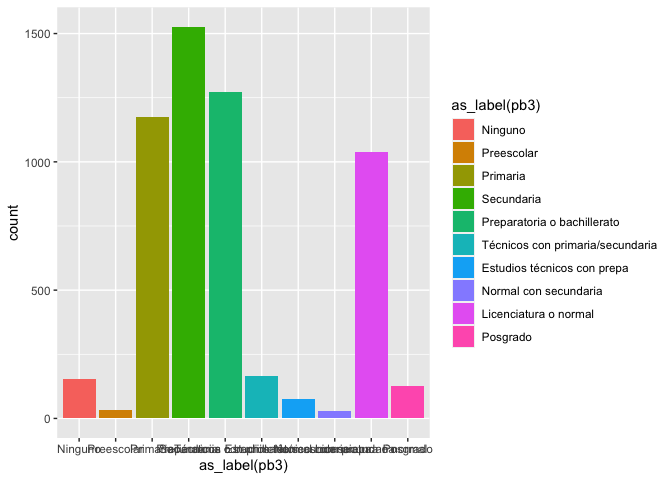 1500
1000
500
0
count
Ninguno
Posgrado
as_label(pb3)
as_label(pb3)
Ninguno
Preescolar
Primaria
Secundaria
Preparatoria o bachillerato
Técnicos con primaria/secundaria
Estudios técnicos con prepa
Normal con secundaria
Licenciatura o normal
Posgrado